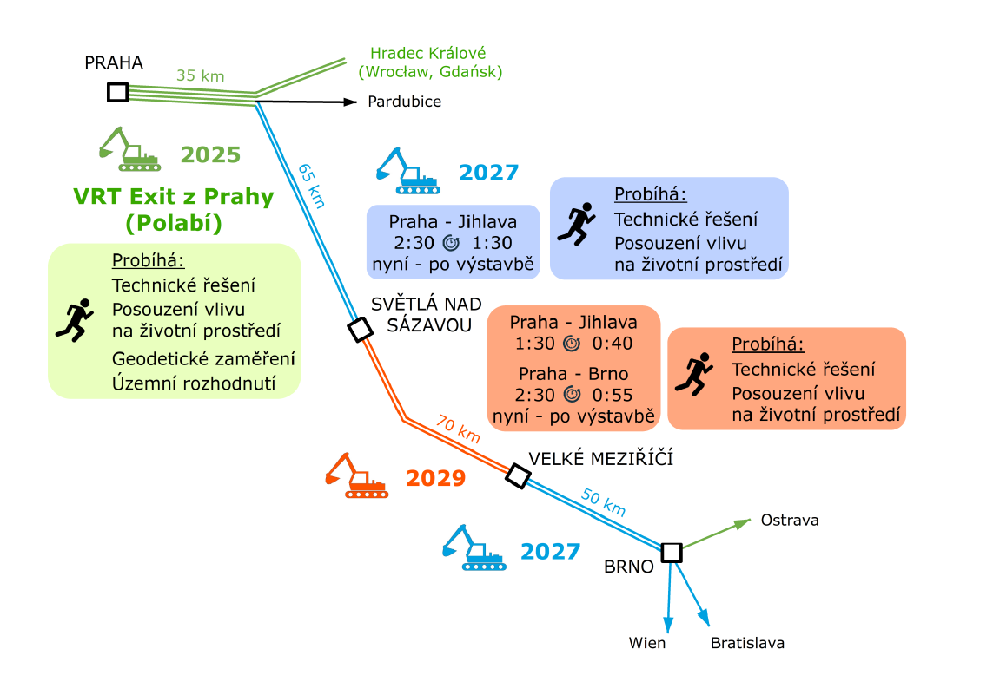 Hradec Králové
(Wrocław, Gdańsk)
PRAHA
35 km
Pardubice
2025
VRT Exit z Prahy
(Polabí)
Probíhá:
Technické řešení
Posouzení vlivu
na životní prostředí
Geodetické zaměření
Územní rozhodnutí
65 km
2027
Praha - Jihlava
2:30 1:30
nyní - po výstavbě
Probíhá:
Technické řešení
Posouzení vlivu
na životní prostředí
SVĚTLÁ NAD
SÁZAVOU
Praha - Jihlava
1:30 0:40
Praha - Brno
2:30 0:55
nyní - po výstavbě
Probíhá:
Technické řešení
Posouzení vlivu
na životní prostředí
70 km
2029
VELKÉ MEZIŘÍČÍ
50 km
2027
BRNO
Ostrava
Wien
Bratislava